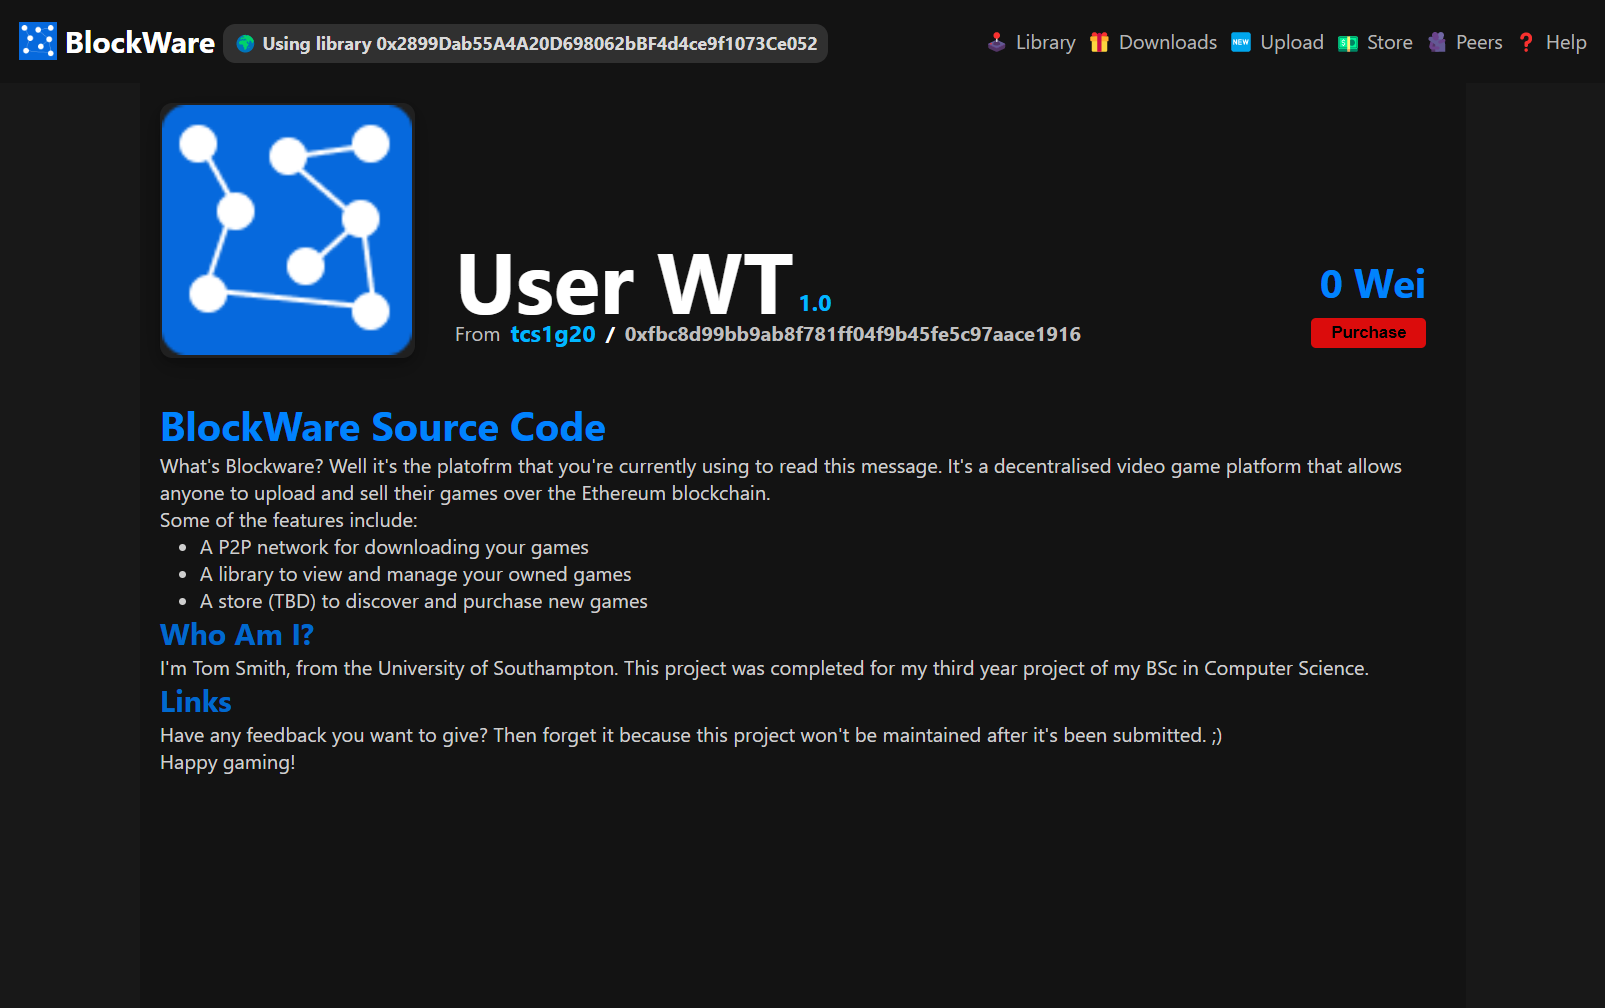 BlockWare
Using library 0x2899Dab55A4A20D698062bBF4d4ce9f1073Ce052
Library Downloads NEW Upload Store Peers Help
User WT 1.0
From tcs1g20 / 0xfbc8d99bb9ab8f781ff04f9b45fe5c97aace1916
0 Wei
Purchase
BlockWare Source Code
What's Blockware? Well it's the platofrm that you're currently using to read this message. It's a decentralised video game platform that allows
anyone to upload and sell their games over the Ethereum blockchain.
Some of the features include:
• A P2P network for downloading your games
• A library to view and manage your owned games
• A store (TBD) to discover and purchase new games
Who Am I?
I'm Tom Smith, from the University of Southampton. This project was completed for my third year project of my BSc in Computer Science.
Links
Have any feedback you want to give? Then forget it because this project won't be maintained after it's been submitted. ;)
Happy gaming!